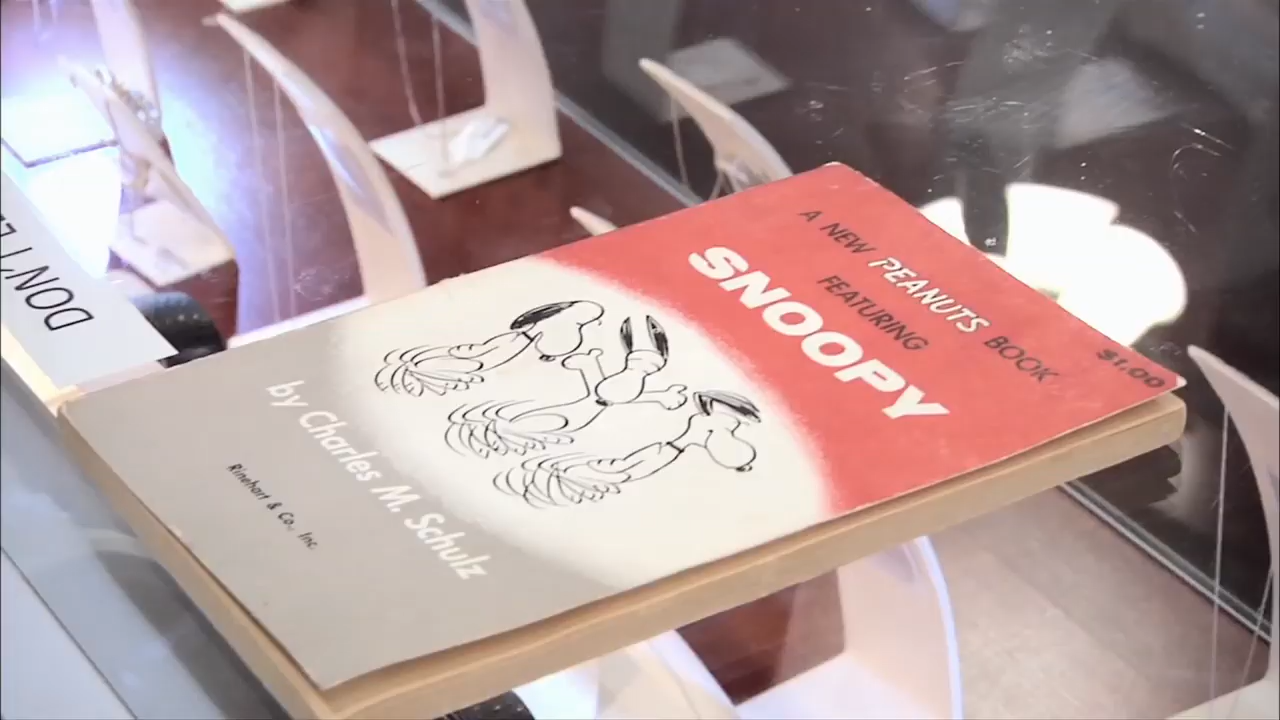 A NEW PEANUTS BOOK
FEATURING
SNOOPY
$1.00
by Charles M. Schulz
Rinehart & Co., Inc.
DON'T